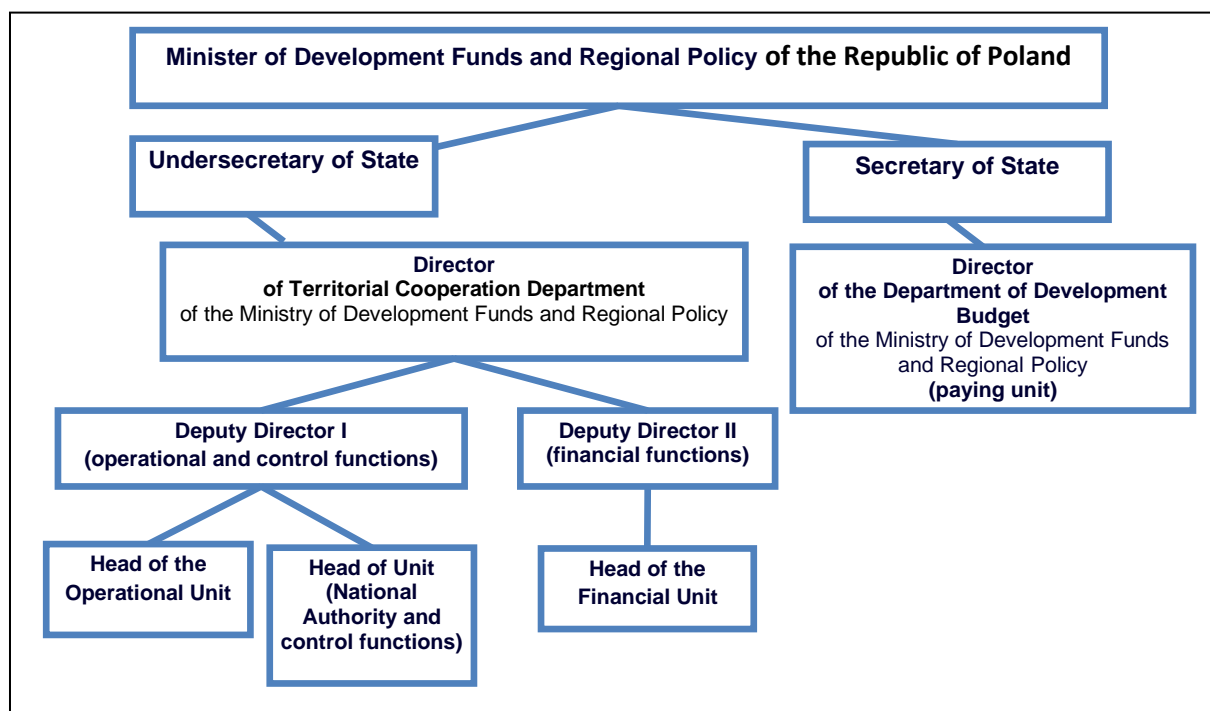 Minister of Development Funds and Regional Policy of the Republic of Poland
Undersecretary of State
Secretary of State
Director
of Territorial Cooperation Department
of the Ministry of Development Funds and Regional Policy
Director
of the Department of Development
Budget
of the Ministry of Development Funds
and Regional Policy
(paying unit)
Deputy Director I
(operational and control functions)
Deputy Director II
(financial functions)
Head of the
Operational Unit
Head of Unit
(National
Authority and
control functions)
Head of the
Financial Unit